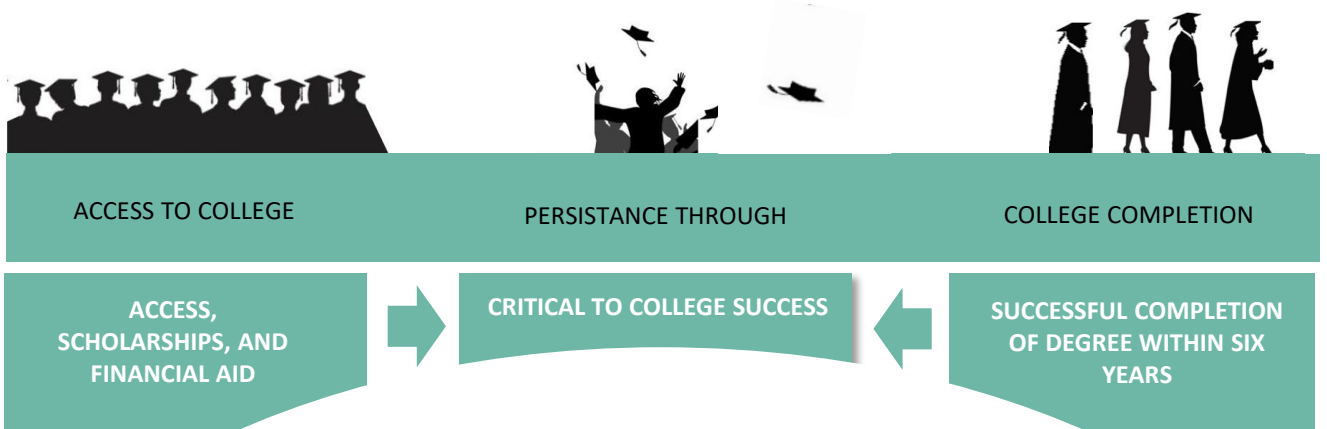 ACCESS TO COLLEGE
PERSISTANCE THROUGH
COLLEGE COMPLETION
ACCESS,
SCHOLARSHIPS, AND
FINANCIAL AID
CRITICAL TO COLLEGE SUCCESS
SUCCESSFUL COMPLETION
OF DEGREE WITHIN SIX
YEARS